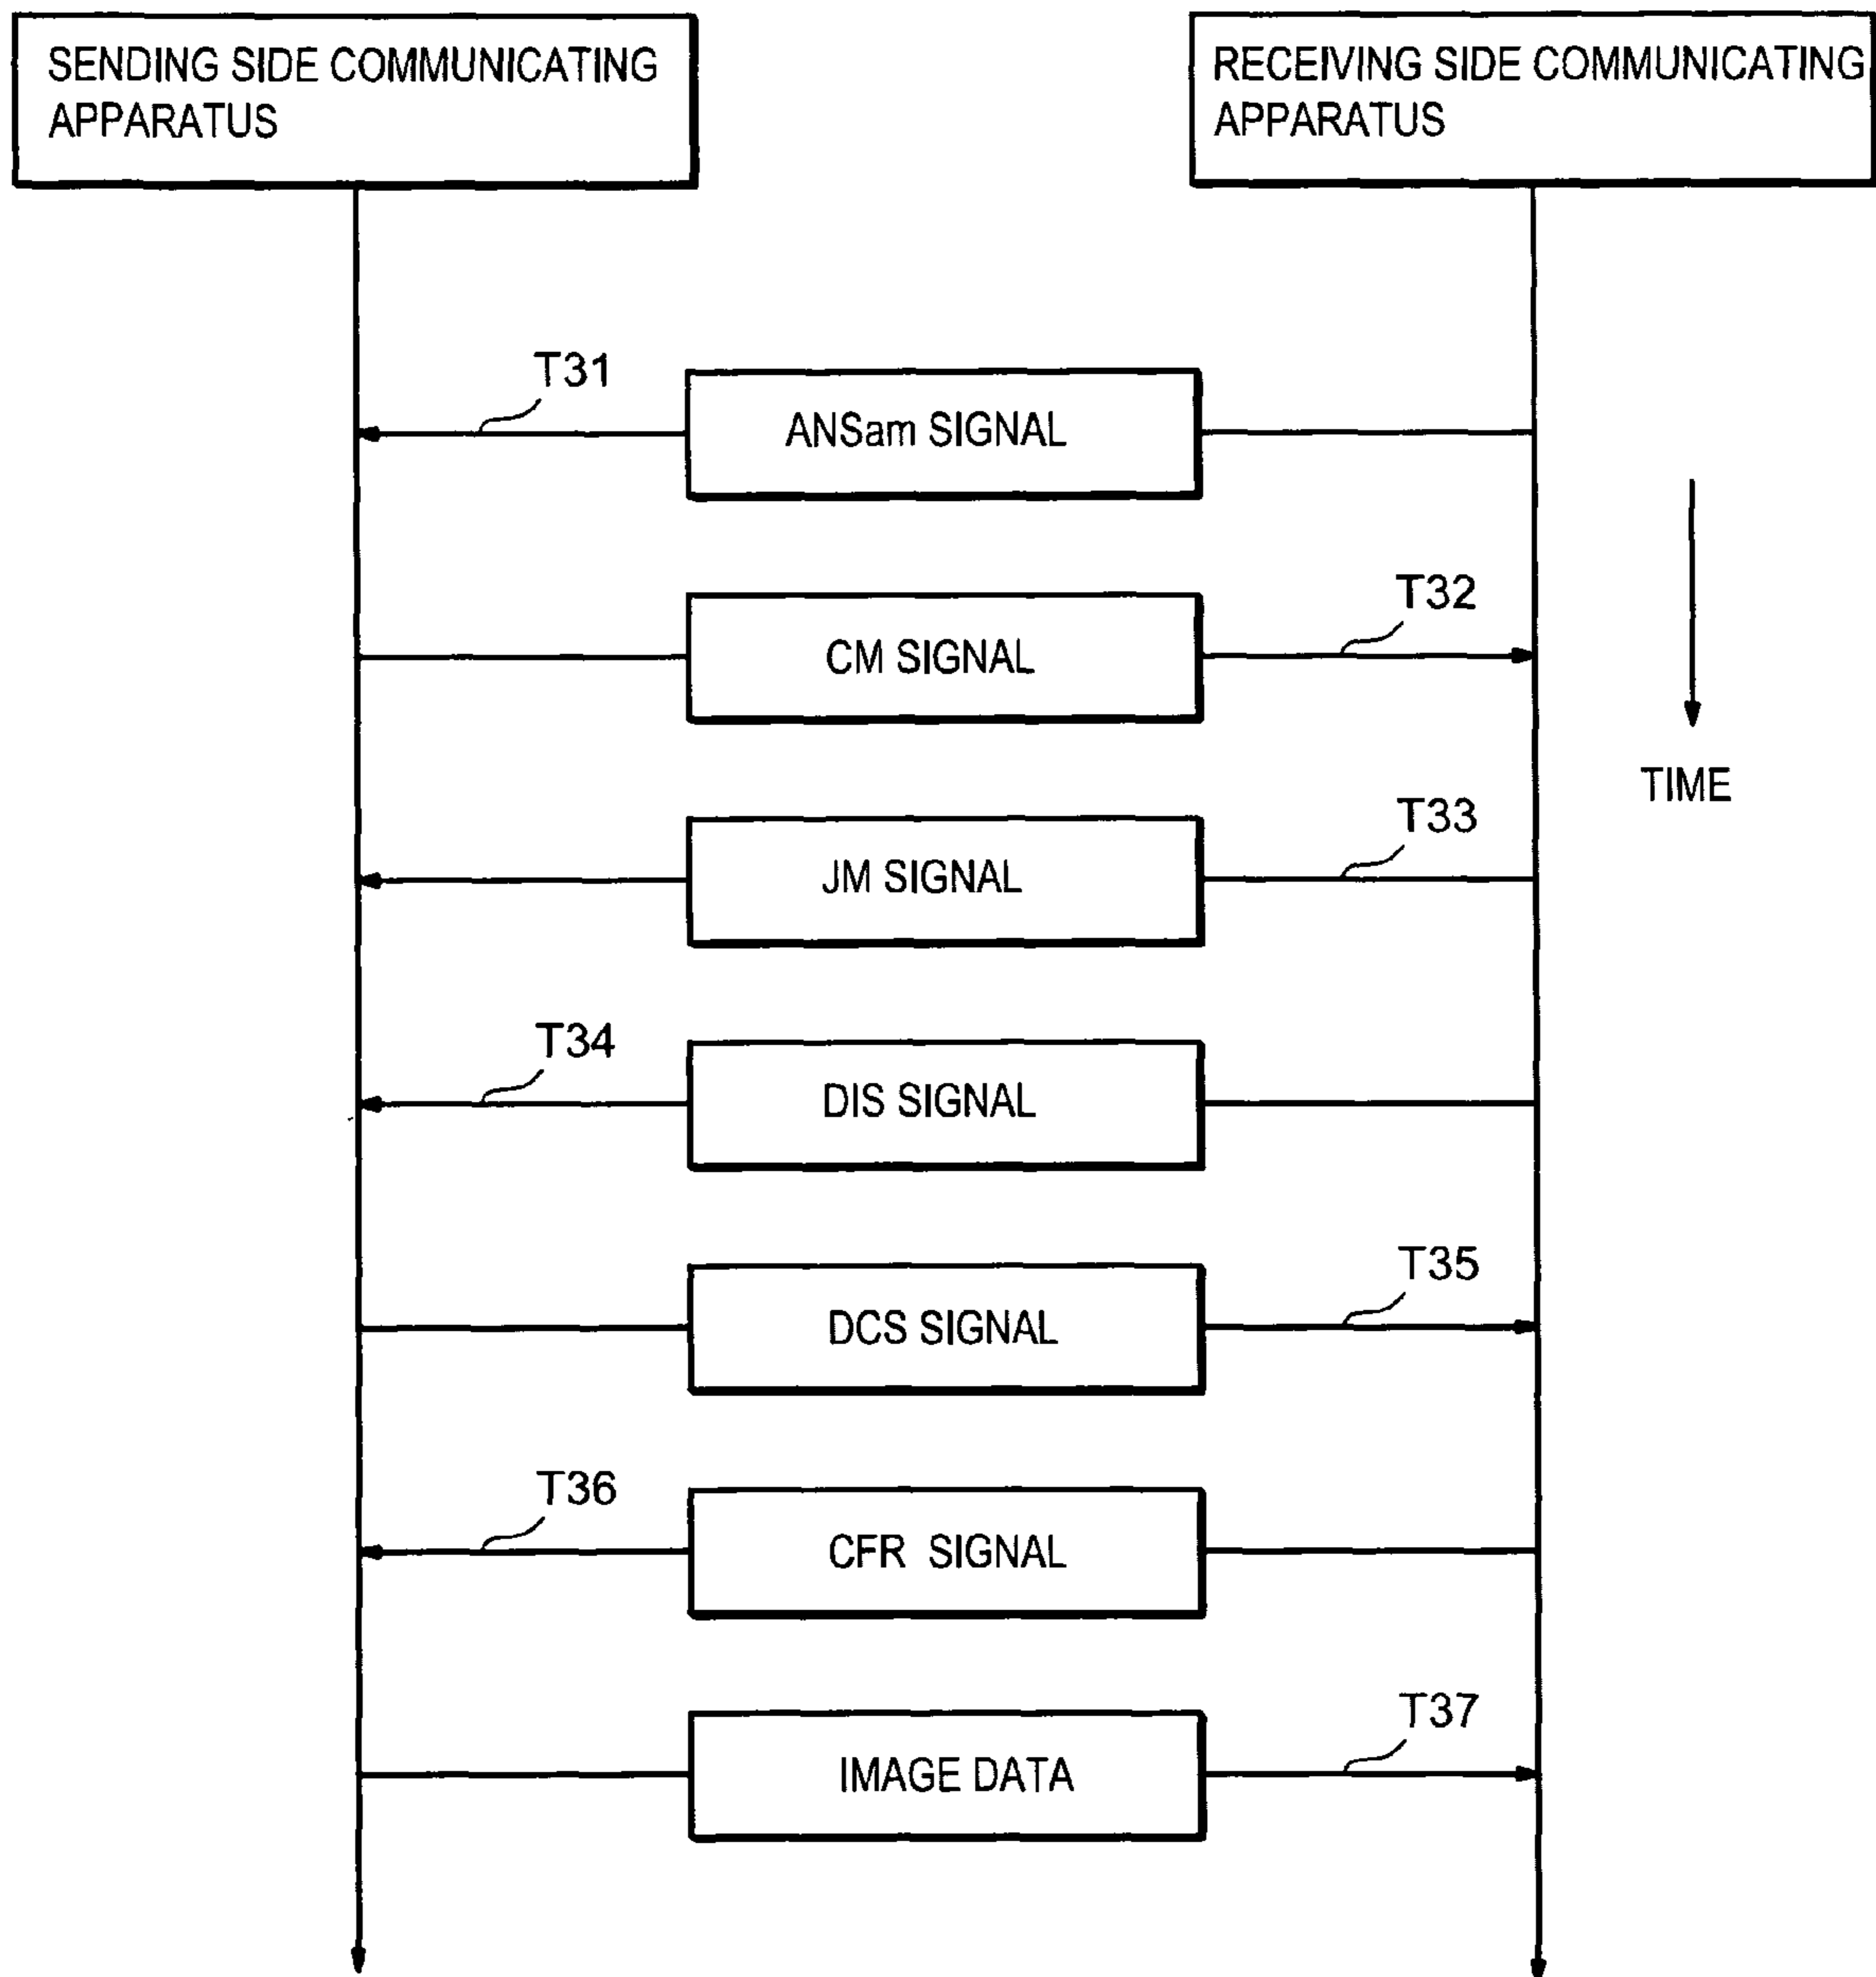 SENDING SIDE COMMUNICATING
APPARATUS
RECEIVING SIDE COMMUNICATING
APPARATUS
T31
ANSam SIGNAL
T32
CM SIGNAL
TIME
T33
JM SIGNAL
T34
DIS SIGNAL
T35
DCS SIGNAL
T36
CFR SIGNAL
T37
IMAGE DATA